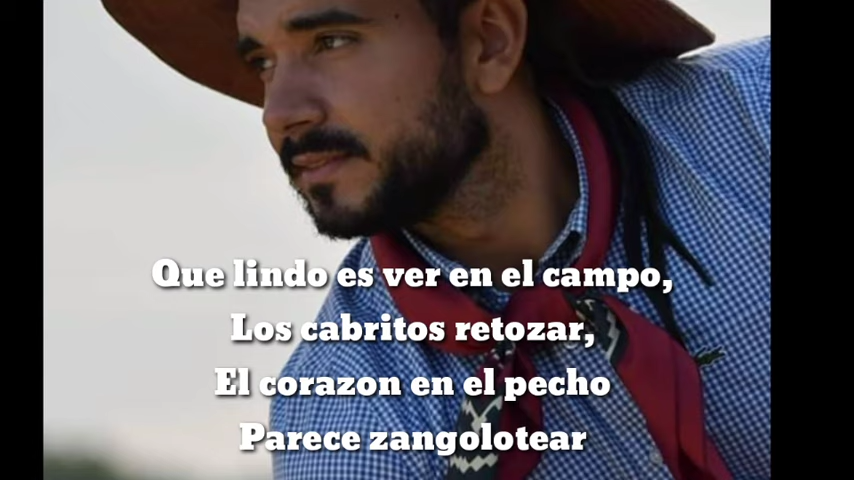 Que lindo es ver en el campo,
Los cabritos retozar,
El corazon en el pecho
Parece zangolotear